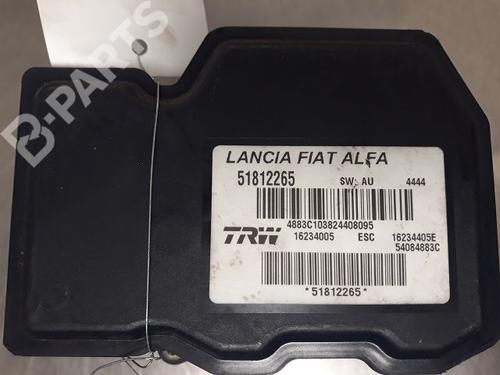 B-PARTS
LANCIA FIAT ALFA
51812265 SW: AU 4444
4883C103824408095
TRW 16234005 ESC 16234405E
54084883C
*51812265*